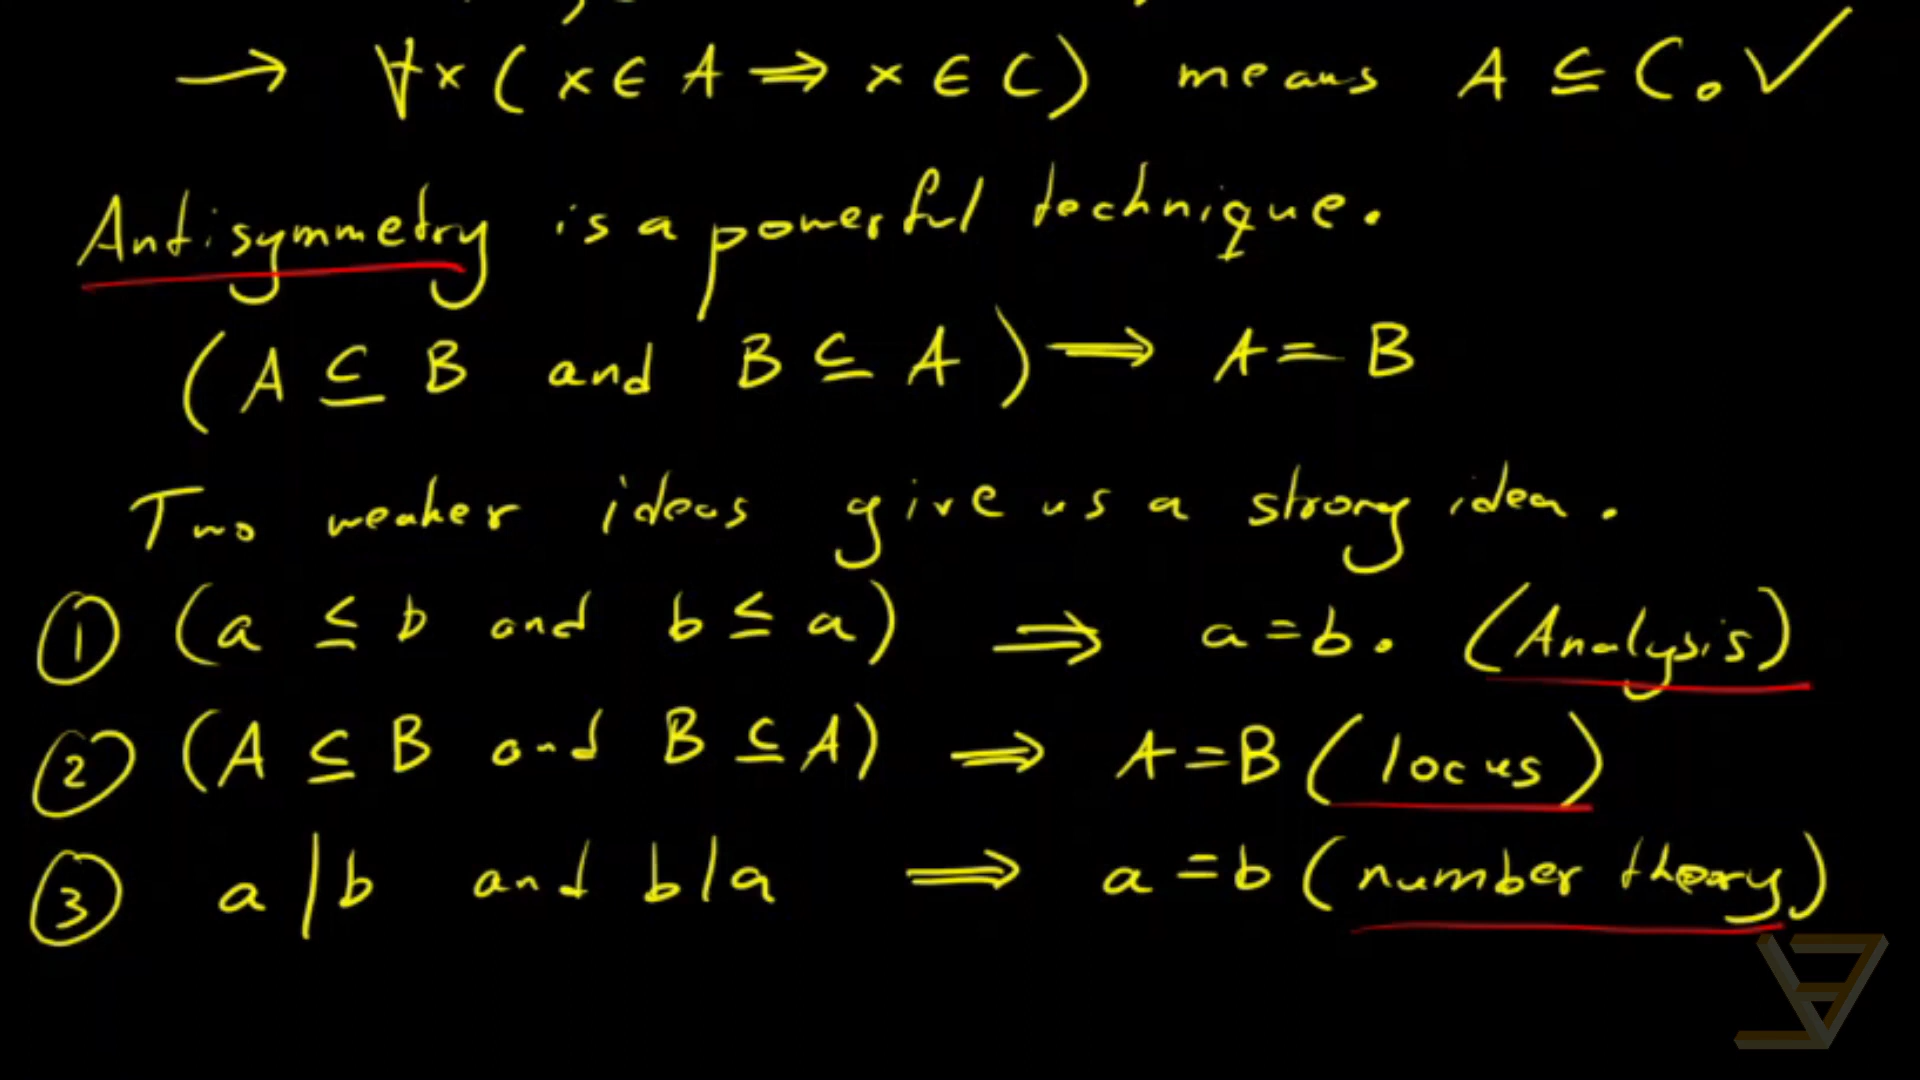 → ∀x (x ∈ A ⇒ x ∈ C) means A ⊆ C. ✓
Antisymmetry is a powerful technique.
(A ⊆ B and B ⊆ A) ⇒ A = B
Two weaker ideas give us a strong idea.
① (a ≤ b and b ≤ a) ⇒ a = b. (Analysis)
② (A ⊆ B and B ⊆ A) ⇒ A = B (locus)
③ a | b and b | a ⇒ a = b (number theory)